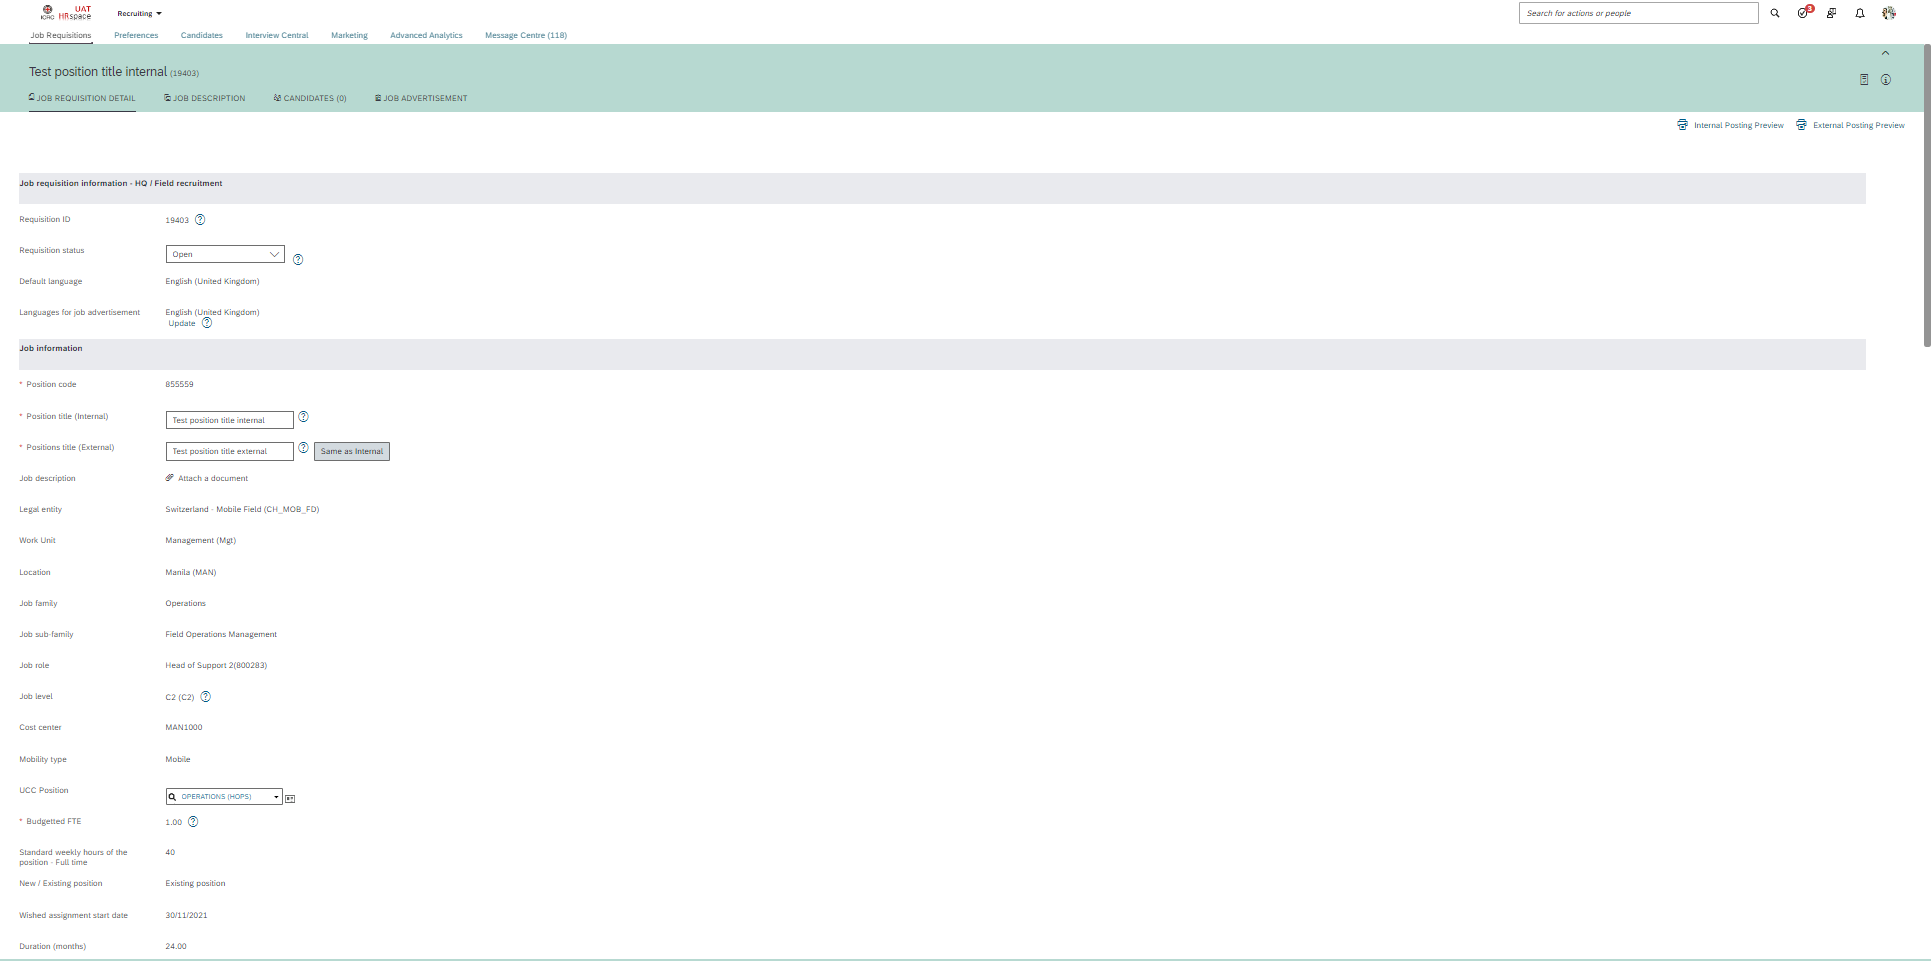 ICRC
UAT
HRspace
Recruiting
Search for actions or people
3
Job Requisitions Preferences Candidates Interview Central Marketing Advanced Analytics Message Centre (118)
Test position title internal (19403)
JOB REQUISITION DETAIL JOB DESCRIPTION CANDIDATES (0) JOB ADVERTISEMENT
Internal Posting Preview External Posting Preview
Job requisition information - HQ / Field recruitment
Requisition ID 19403 ?
Requisition status Open ?
Default language English (United Kingdom)
Languages for job advertisement English (United Kingdom)
Update ?
Job information
* Position code 855559
* Position title (Internal) Test position title internal ?
* Positions title (External) Test position title external ? Same as Internal
Job description Attach a document
Legal entity Switzerland - Mobile Field (CH_MOB_FD)
Work Unit Management (Mgt)
Location Manila (MAN)
Job family Operations
Job sub-family Field Operations Management
Job role Head of Support 2(800283)
Job level C2 (C2) ?
Cost center MAN1000
Mobility type Mobile
UCC Position OPERATIONS (HOPS)
* Budgetted FTE 1.00 ?
Standard weekly hours of the 40
position - Full time
New / Existing position Existing position
Wished assignment start date 30/11/2021
Duration (months) 24.00